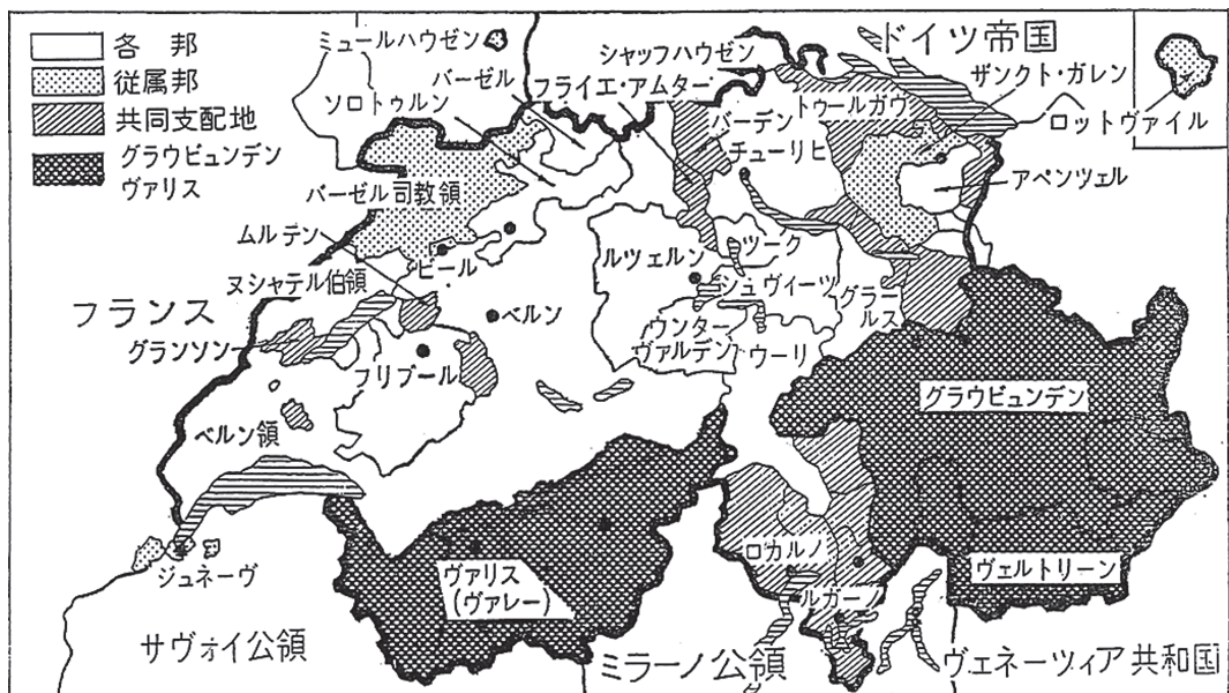 各邦
従属邦
共同支配地
グラウビュンデン
ヴァリス
ミュールハウゼン
バーゼル
ソロトゥルン
シャッフハウゼン
フライエ・アムター
ドイツ帝国
ザンクト・ガレン
ロットヴァイル
トゥールガウ
バーデン
チューリヒ
アペンツェル
バーゼル司教領
ムルテン
ビール
ヌシャテル伯領
フランス
グランソン
ベルン
フリブール
ルツェルン
ツーク
シュヴィーツ
グラー
ルス
ウンター
ヴァルデン
ウーリ
グラウビュンデン
ベルン領
ジュネーヴ
ヴァリス
(ヴァレー)
ロカルノ
ルガーノ
ヴェルトリーン
サヴォイ公領
ミラーノ公領
ヴェネーツィア共和国